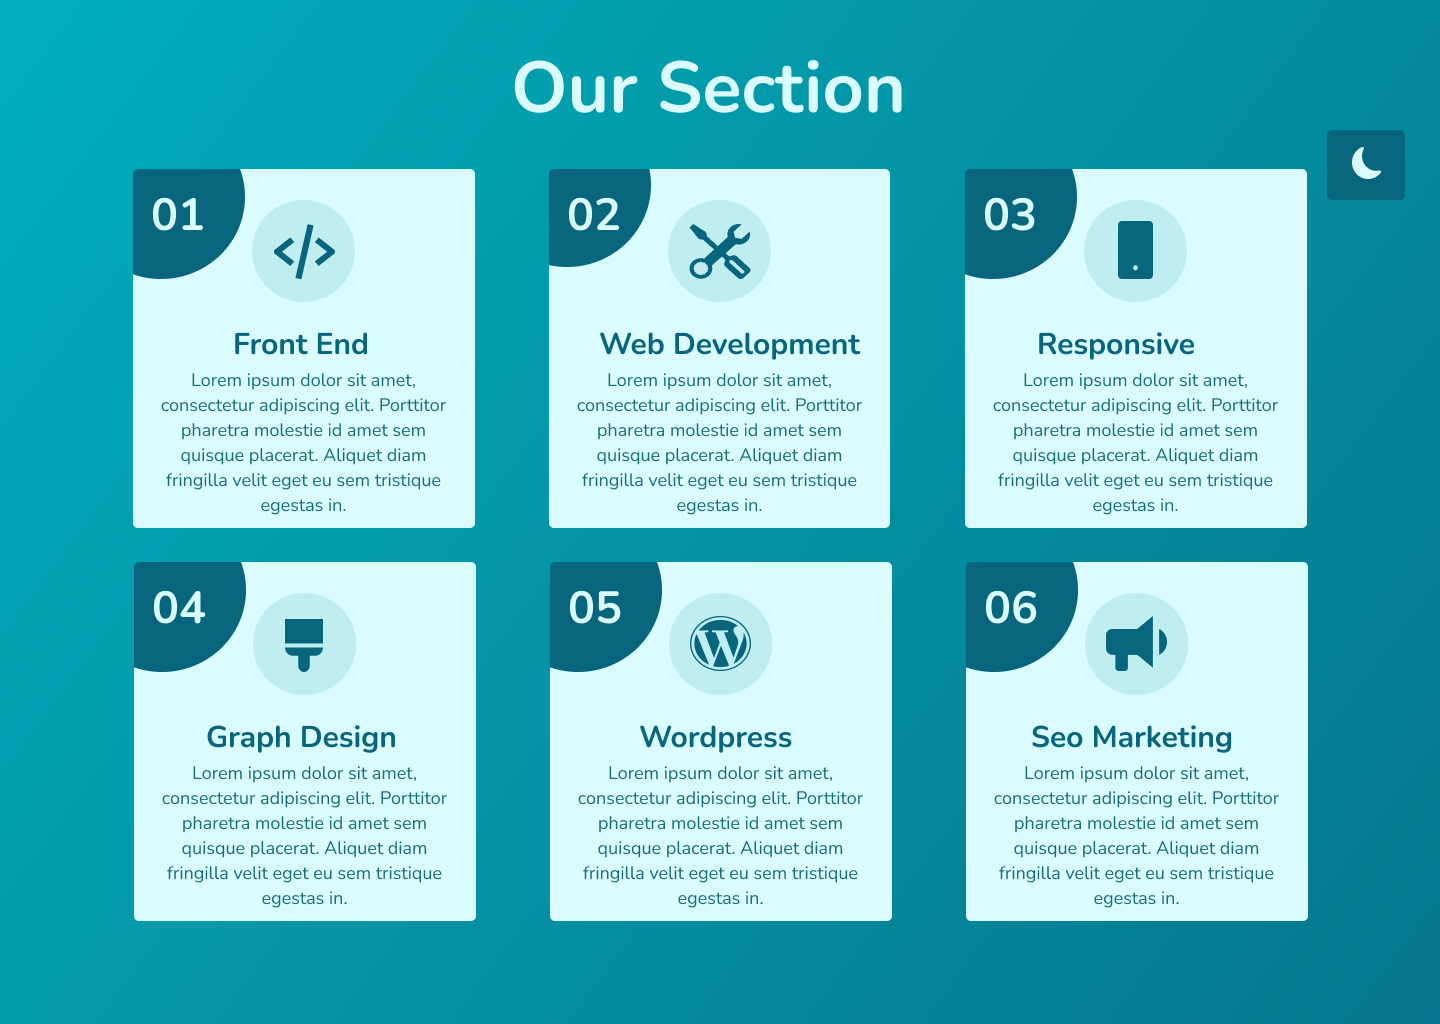 Our Section
01
Front End
Lorem ipsum dolor sit amet,
consectetur adipiscing elit. Porttitor
pharetra molestie id amet sem
quisque placerat. Aliquet diam
fringilla velit eget eu sem tristique
egestas in.
02
Web Development
Lorem ipsum dolor sit amet,
consectetur adipiscing elit. Porttitor
pharetra molestie id amet sem
quisque placerat. Aliquet diam
fringilla velit eget eu sem tristique
egestas in.
03
Responsive
Lorem ipsum dolor sit amet,
consectetur adipiscing elit. Porttitor
pharetra molestie id amet sem
quisque placerat. Aliquet diam
fringilla velit eget eu sem tristique
egestas in.
04
Graph Design
Lorem ipsum dolor sit amet,
consectetur adipiscing elit. Porttitor
pharetra molestie id amet sem
quisque placerat. Aliquet diam
fringilla velit eget eu sem tristique
egestas in.
05
Wordpress
Lorem ipsum dolor sit amet,
consectetur adipiscing elit. Porttitor
pharetra molestie id amet sem
quisque placerat. Aliquet diam
fringilla velit eget eu sem tristique
egestas in.
06
Seo Marketing
Lorem ipsum dolor sit amet,
consectetur adipiscing elit. Porttitor
pharetra molestie id amet sem
quisque placerat. Aliquet diam
fringilla velit eget eu sem tristique
egestas in.